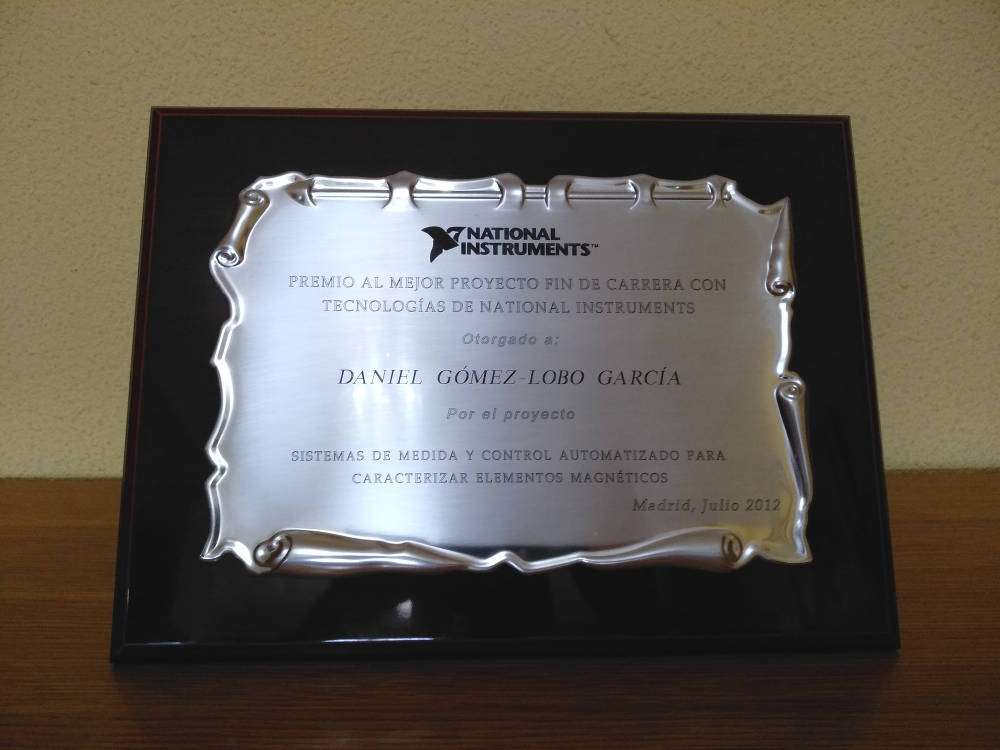 NATIONAL
INSTRUMENTS™
PREMIO AL MEJOR PROYECTO FIN DE CARRERA CON
TECNOLOGÍAS DE NATIONAL INSTRUMENTS
Otorgado a:
DANIEL GÓMEZ-LOBO GARCÍA
Por el proyecto
SISTEMAS DE MEDIDA Y CONTROL AUTOMATIZADO PARA
CARACTERIZAR ELEMENTOS MAGNÉTICOS
Madrid, Julio 2012